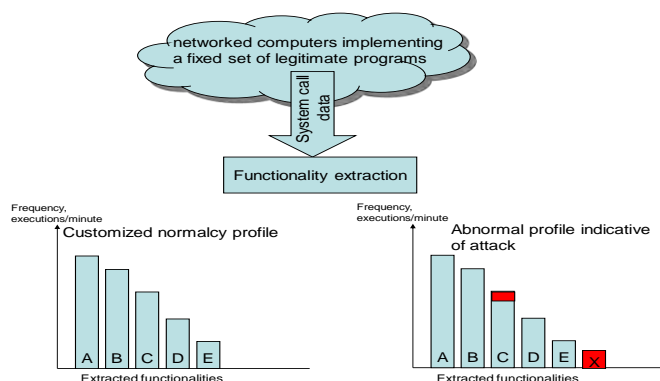 networked computers implementing
a fixed set of legitimate programs
System call
data
Functionality extraction
Frequency,
executions/minute
Customized normalcy profile
A B C D E
Extracted functionalities
Frequency,
executions/minute
Abnormal profile indicative
of attack
A B C D E X
Extracted functionalities